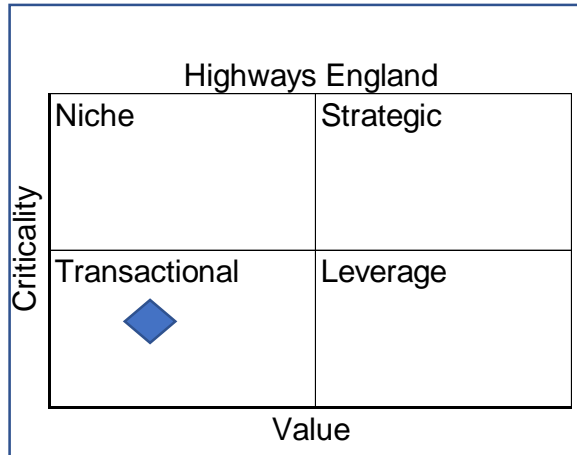 Highways England
Niche
Strategic
Criticality
Transactional
Leverage
Value